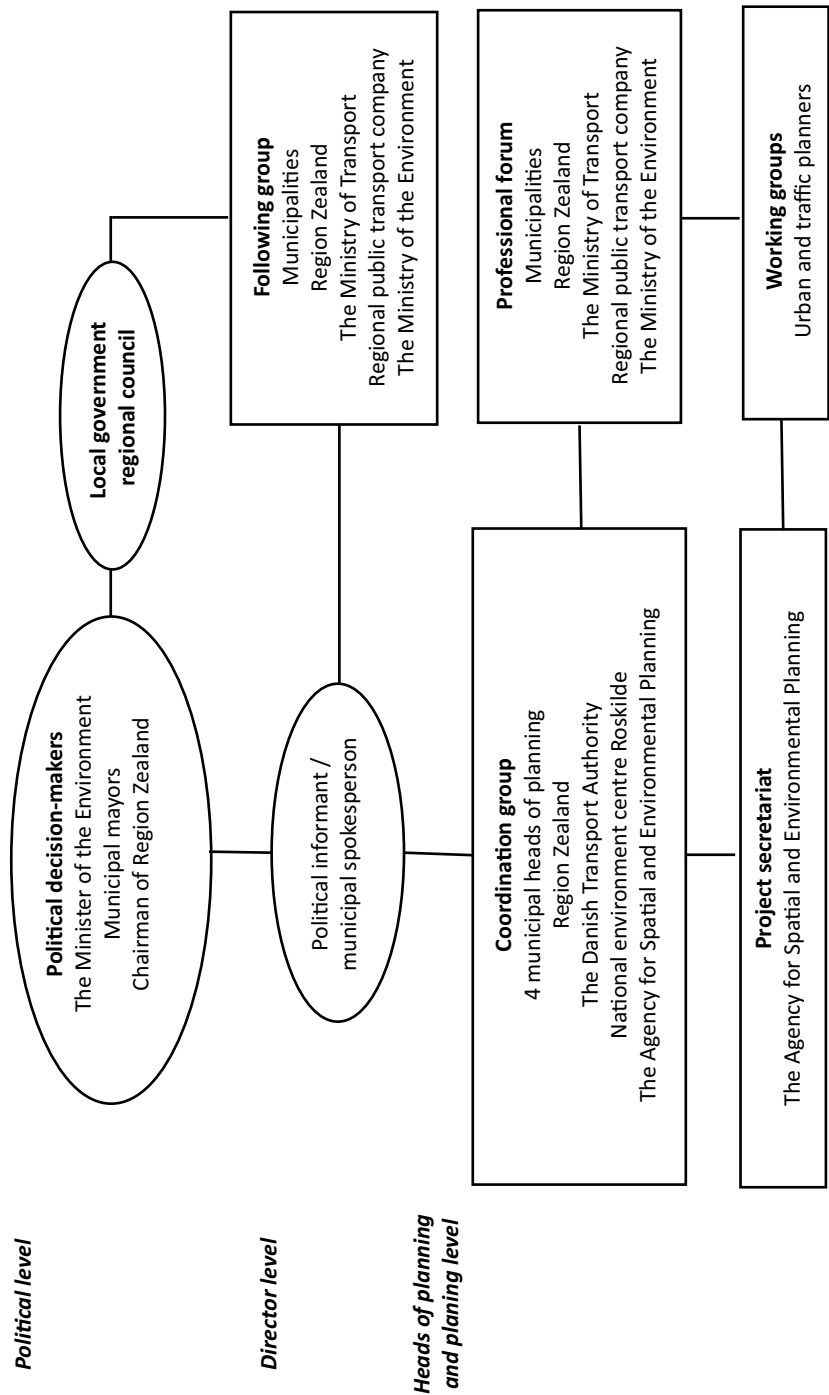 Political level
Political decision-makers
The Minister of the Environment
Municipal mayors
Chairman of Region Zealand
Local government
regional council
Director level
Political informant /
municipal spokesperson
Following group
Municipalities
Region Zealand
The Ministry of Transport
Regional public transport company
The Ministry of the Environment
Heads of planning
and planing level
Coordination group
4 municipal heads of planning
Region Zealand
The Danish Transport Authority
National environment centre Roskilde
The Agency for Spatial and Environmental Planning
Professional forum
Municipalities
Region Zealand
The Ministry of Transport
Regional public transport company
The Ministry of the Environment
Project secretariat
The Agency for Spatial and Environmental Planning
Working groups
Urban and traffic planners